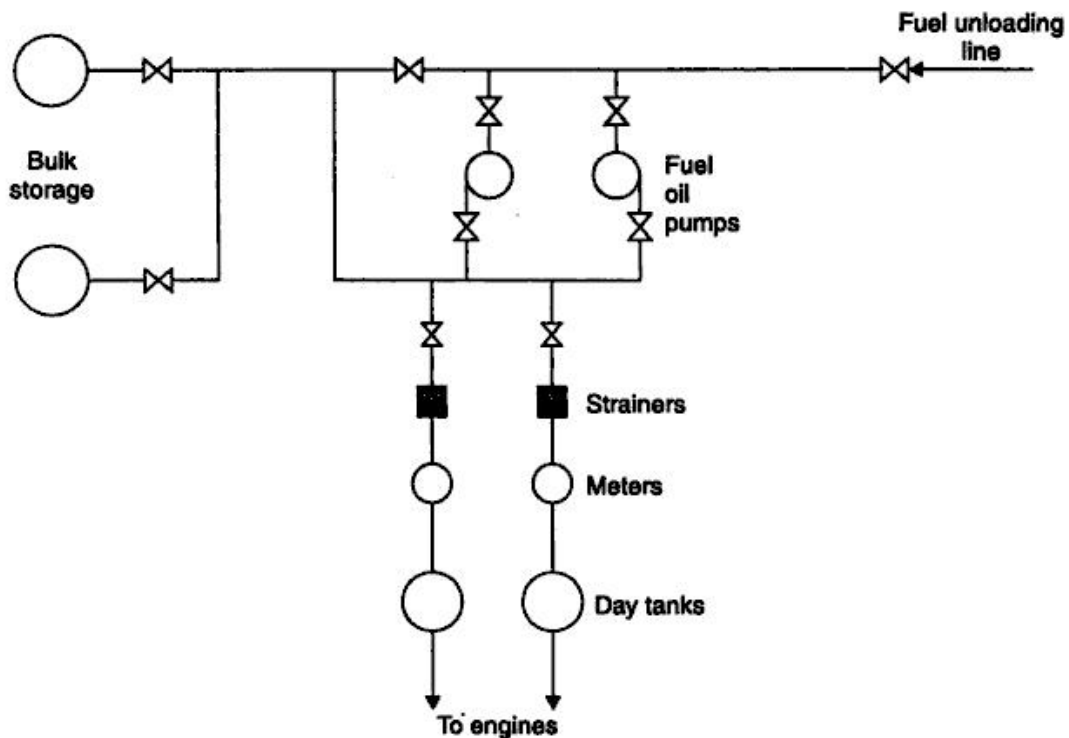 Fuel unloading
line
Bulk
storage
Fuel
oil
pumps
Strainers
Meters
Day tanks
To engines